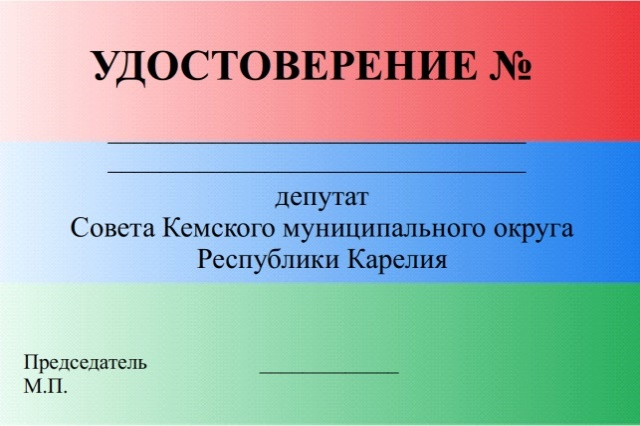 УДОСТОВЕРЕНИЕ №
депутат
Совета Кемского муниципального округа
Республики Карелия
Председатель
М.П.